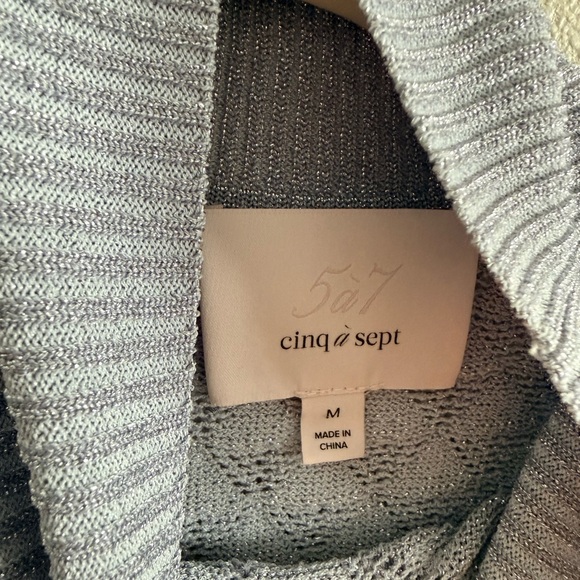 5à7
cinq à sept
M
MADE IN
CHINA